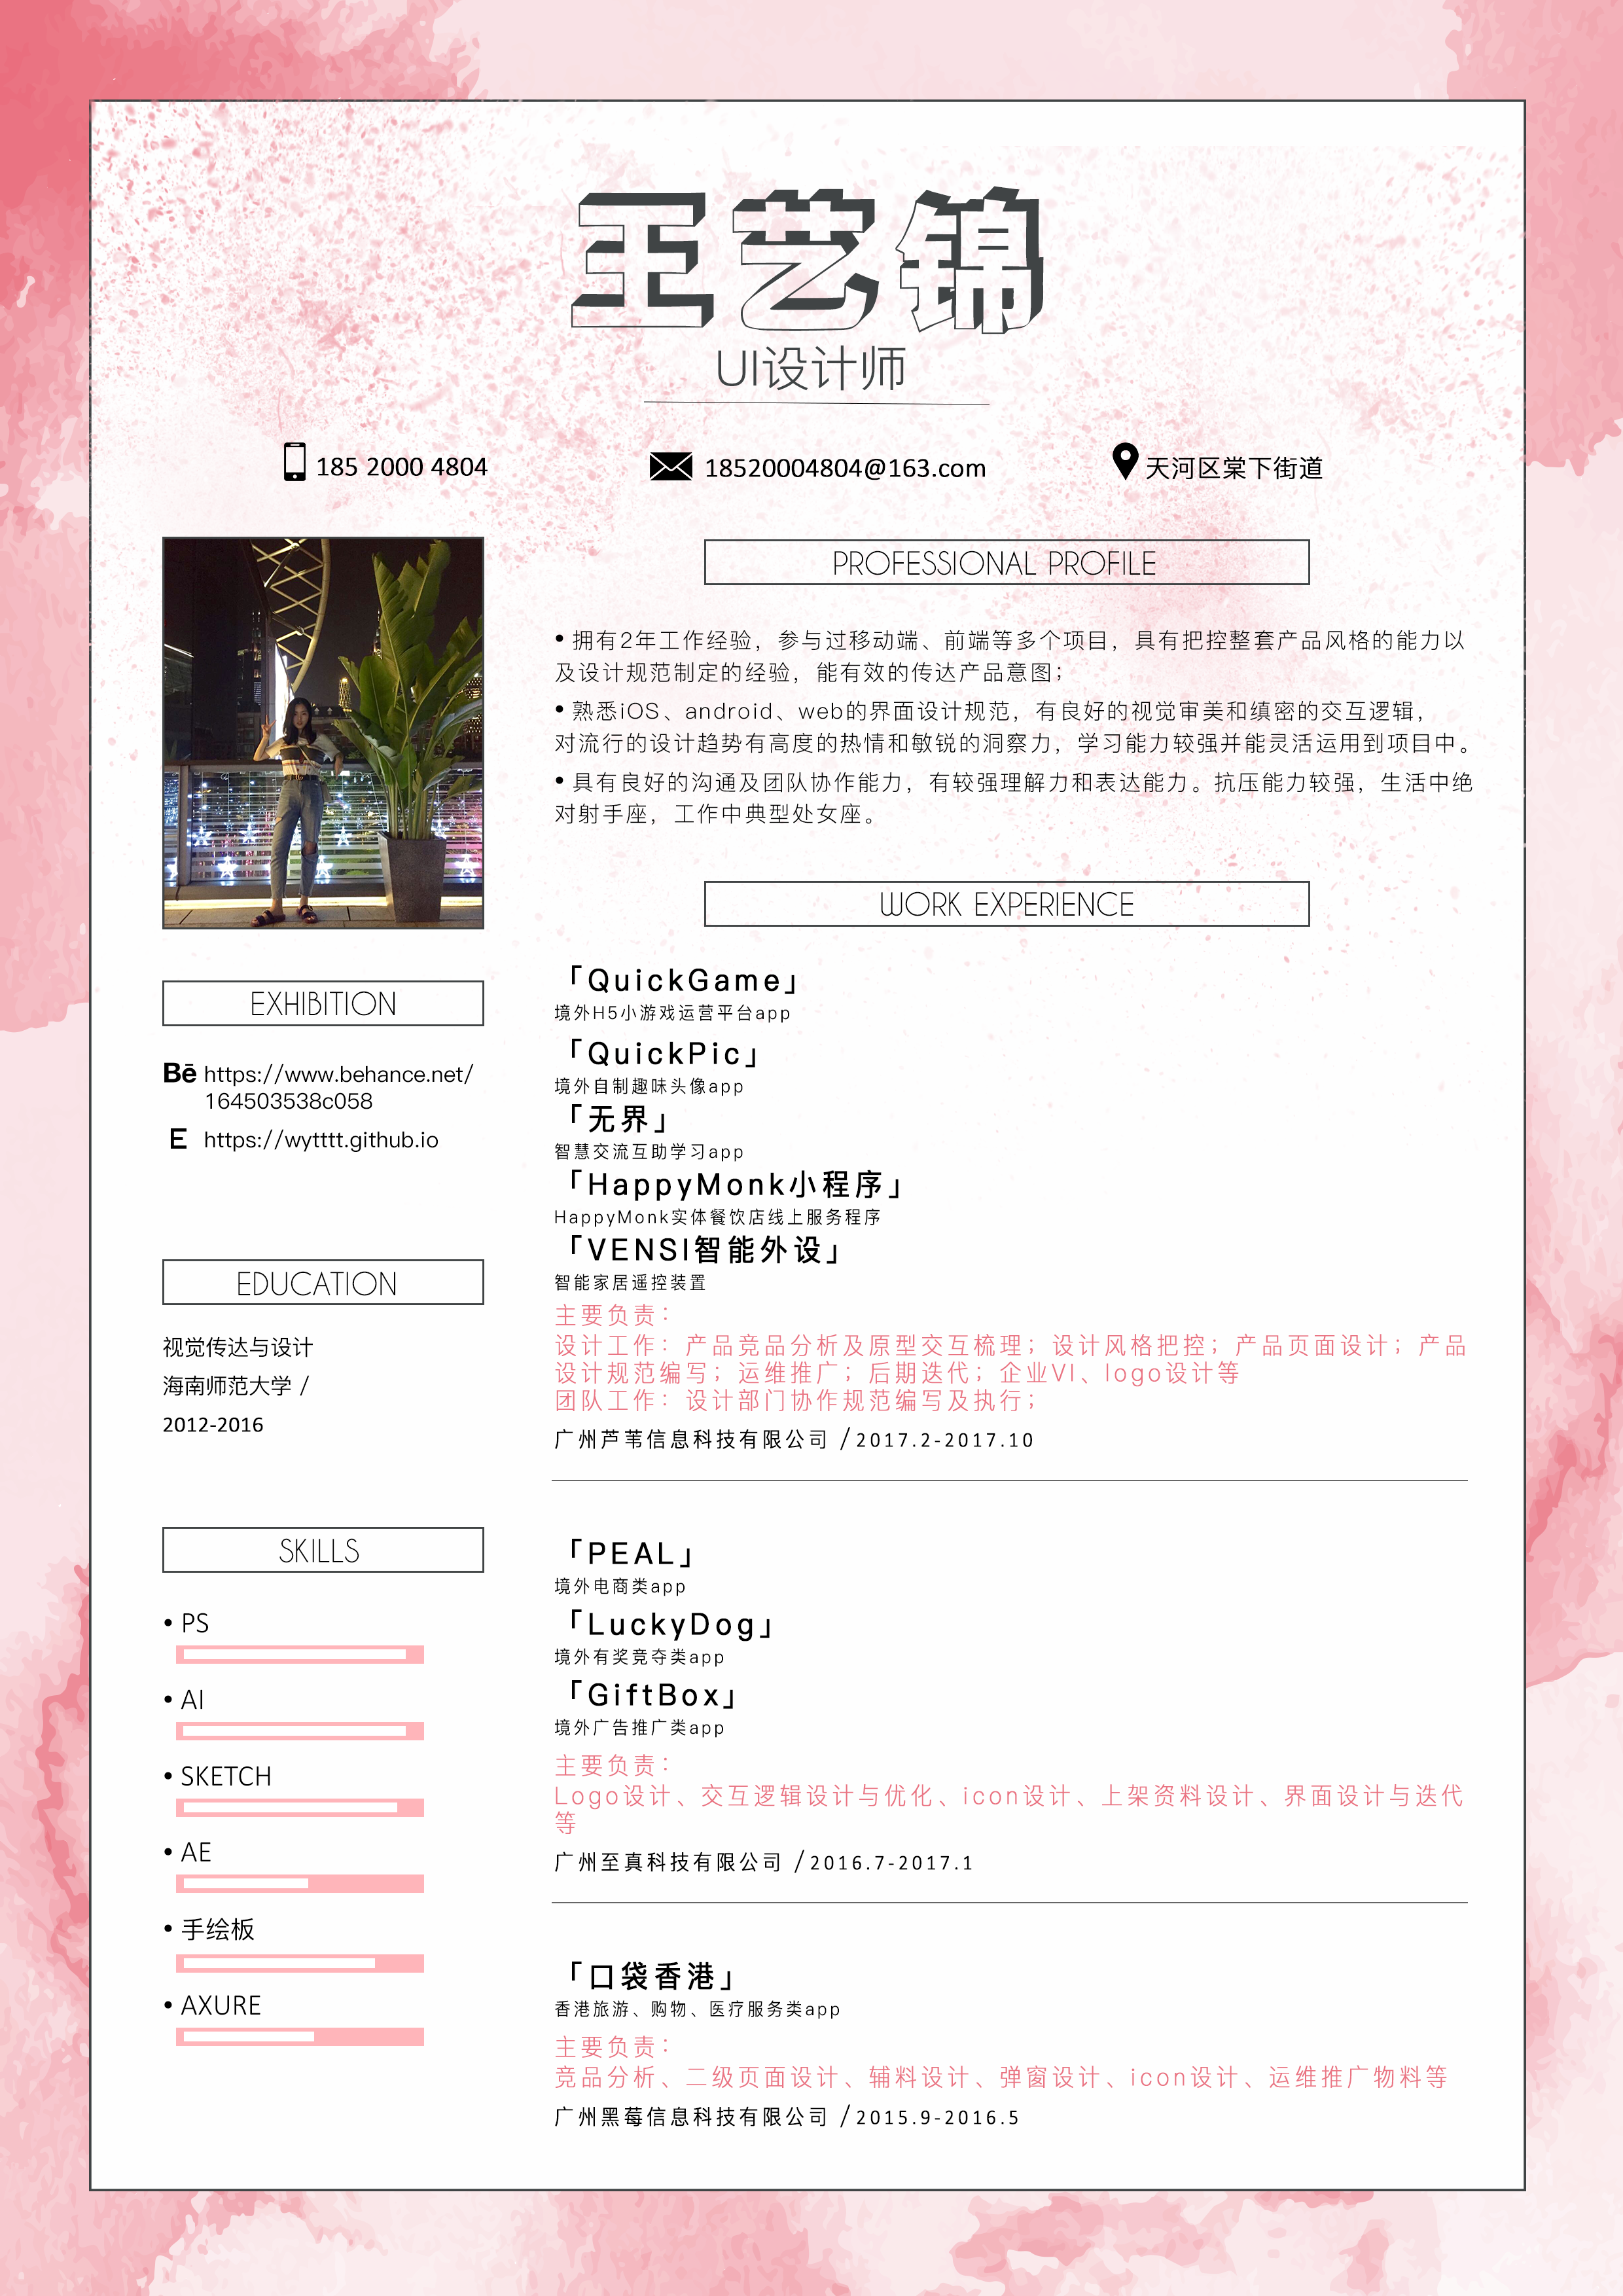 王艺锦
UI设计师
185 2000 4804
18520004804@163.com
天河区棠下街道
PROFESSIONAL PROFILE
• 拥有2年工作经验，参与过移动端、前端等多个项目，具有把控整套产品风格的能力以
及设计规范制定的经验，能有效的传达产品意图；
• 熟悉iOS、android、web的界面设计规范，有良好的视觉审美和缜密的交互逻辑，
对流行的设计趋势有高度的热情和敏锐的洞察力，学习能力较强并能灵活运用到项目中。
• 具有良好的沟通及团队协作能力，有较强理解力和表达能力。抗压能力较强，生活中绝
对射手座，工作中典型处女座。
EXHIBITION
Bē https://www.behance.net/
164503538c058
E https://wytttt.github.io
EDUCATION
视觉传达与设计
海南师范大学 /
2012-2016
SKILLS
• PS
• AI
• SKETCH
• AE
• 手绘板
• AXURE
WORK EXPERIENCE
「QuickGame」
境外H5小游戏运营平台app
「QuickPic」
境外自制趣味头像app
「无界」
智慧交流互助学习app
「HappyMonk小程序」
HappyMonk实体餐饮店线上服务程序
「VENSI智能外设」
智能家居遥控装置
主要负责：
设计工作：产品竞品分析及原型交互梳理；设计风格把控；产品页面设计；产品
设计规范编写；运维推广；后期迭代；企业VI、logo设计等
团队工作：设计部门协作规范编写及执行；
广州芦苇信息科技有限公司 /2017.2-2017.10
「PEAL」
境外电商类app
「LuckyDog」
境外有奖竞夺类app
「GiftBox」
境外广告推广类app
主要负责：
Logo设计、交互逻辑设计与优化、icon设计、上架资料设计、界面设计与迭代
等
广州至真科技有限公司 /2016.7-2017.1
「口袋香港」
香港旅游、购物、医疗服务类app
主要负责：
竞品分析、二级页面设计、辅料设计、弹窗设计、icon设计、运维推广物料等
广州黑莓信息科技有限公司 /2015.9-2016.5